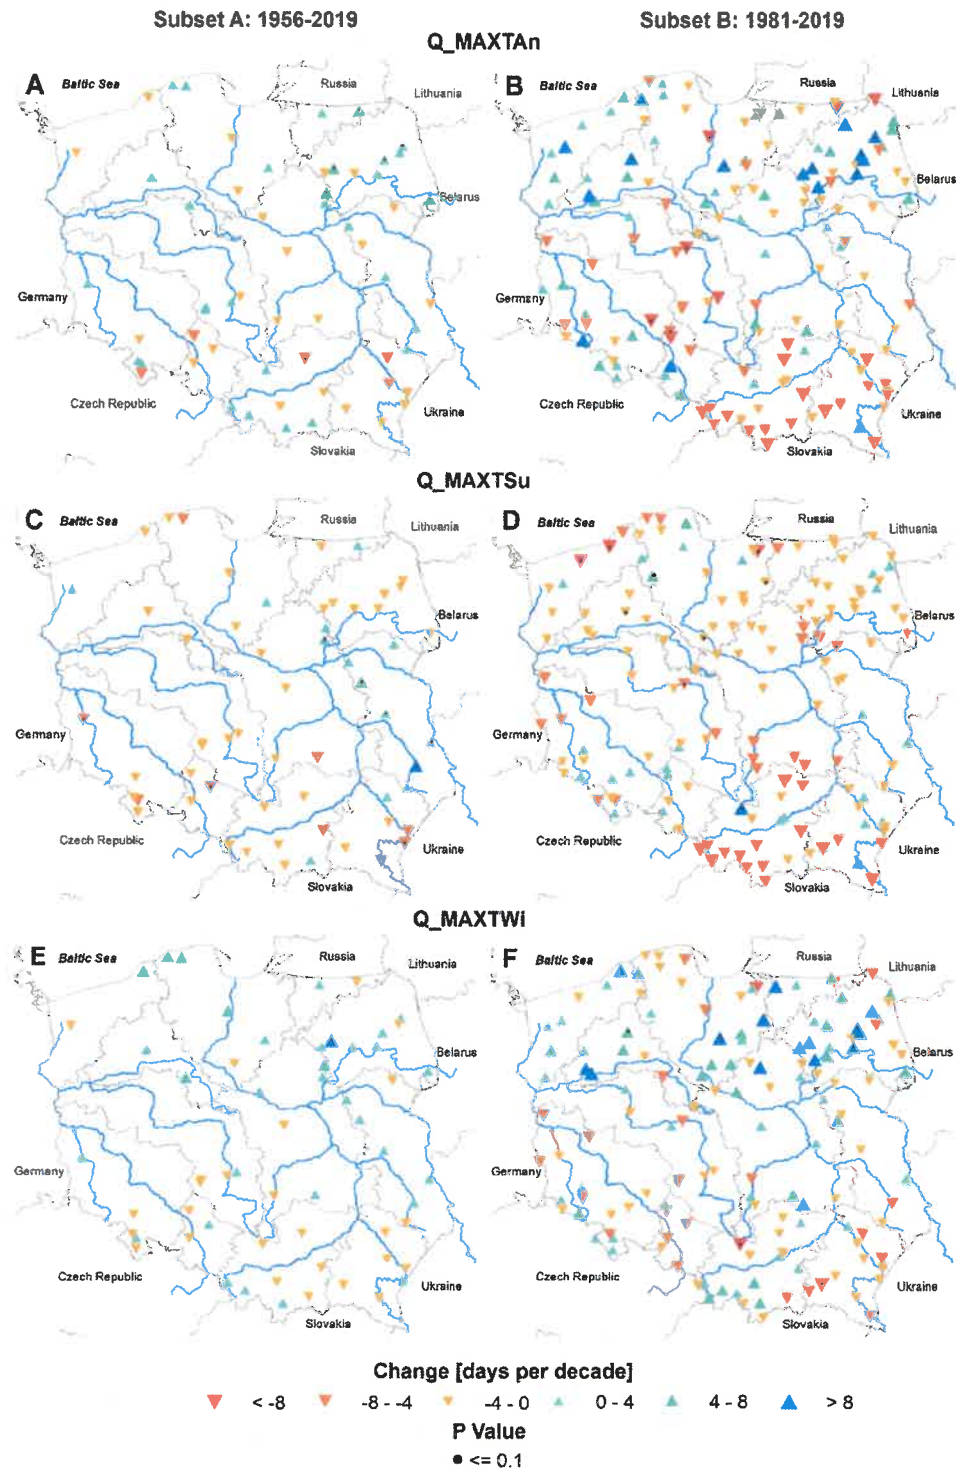 Subset A: 1956-2019
Subset B: 1981-2019
Q_MAXTAn
A
Baltic Sea
Russia
Lithuania
Belarus
Germany
Czech Republic
Ukraine
Slovakia
B
Baltic Sea
Russia
Lithuania
Belarus
Germany
Czech Republic
Ukraine
Slovakia
Q_MAXTSu
C
Baltic Sea
Russia
Lithuania
Belarus
Germany
Czech Republic
Ukraine
Slovakia
D
Baltic Sea
Russia
Lithuania
Belarus
Germany
Czech Republic
Ukraine
Slovakia
Q_MAXTWi
E
Baltic Sea
Russia
Lithuania
Belarus
Germany
Czech Republic
Ukraine
Slovakia
F
Baltic Sea
Russia
Lithuania
Belarus
Germany
Czech Republic
Ukraine
Slovakia
Change [days per decade]
< -8 -8 - -4 -4 - 0 0 - 4 4 - 8 > 8
P Value
<= 0.1